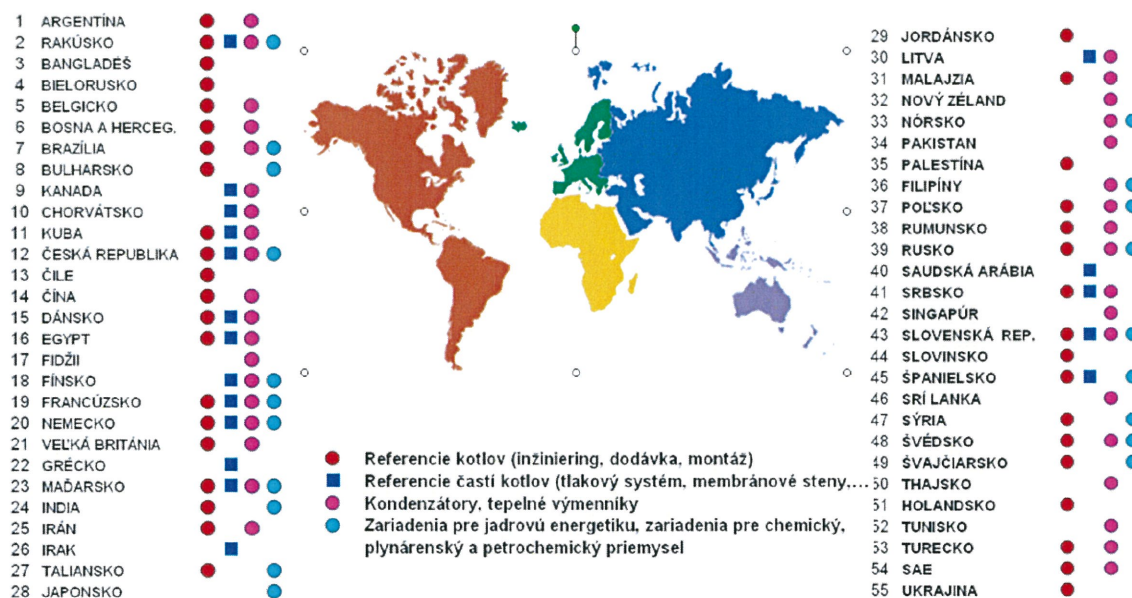 1 ARGENTÍNA
2 RAKÚSKO
3 BANGLADÉŠ
4 BIELORUSKO
5 BELGICKO
6 BOSNA A HERCEG.
7 BRAZÍLIA
8 BULHARSKO
9 KANADA
10 CHORVÁTSKO
11 KUBA
12 ČESKÁ REPUBLIKA
13 ČILE
14 ČÍNA
15 DÁNSKO
16 EGYPT
17 FIDŽII
18 FÍNSKO
19 FRANCÚZSKO
20 NEMECKO
21 VEĽKÁ BRITÁNIA
22 GRÉCKO
23 MAĎARSKO
24 INDIA
25 IRÁN
26 IRAK
27 TALIANSKO
28 JAPONSKO
Referencie kotlov (inžiniering, dodávka, montáž)
Referencie častí kotlov (tlakový systém, membránové steny,...
Kondenzátory, tepelné výmenníky
Zariadenia pre jadrovú energetiku, zariadenia pre chemický,
plynárenský a petrochemický priemysel
29 JORDÁNSKO
30 LITVA
31 MALAJZIA
32 NOVÝ ZÉLAND
33 NÓRSKO
34 PAKISTAN
35 PALESTÍNA
36 FILIPÍNY
37 POĽSKO
38 RUMUNSKO
39 RUSKO
40 SAUDSKÁ ARÁBIA
41 SRBSKO
42 SINGAPÚR
43 SLOVENSKÁ REP.
44 SLOVINSKO
45 ŠPANIELSKO
46 SRÍ LANKA
47 SÝRIA
48 ŠVÉDSKO
49 ŠVAJČIARSKO
50 THAJSKO
51 HOLANDSKO
52 TUNISKO
53 TURECKO
54 SAE
55 UKRAJINA